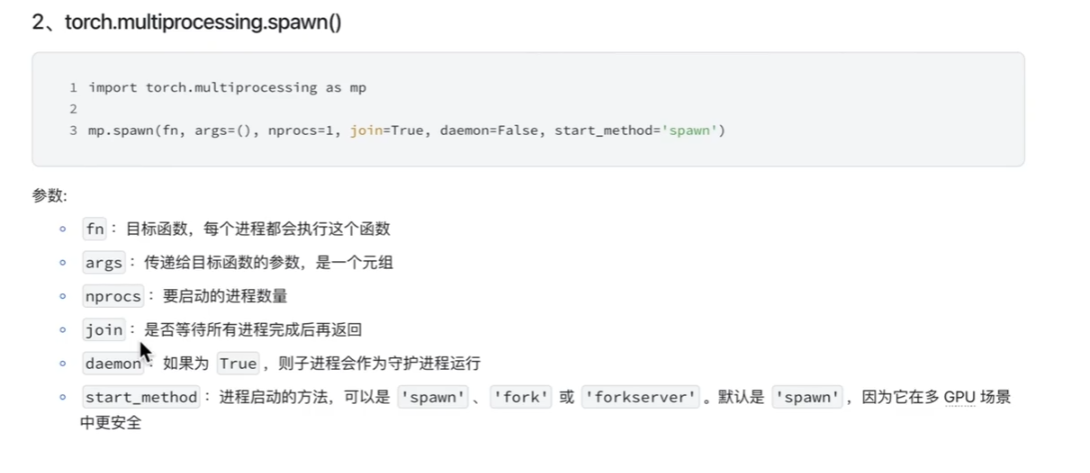 2、torch.multiprocessing.spawn()
1 import torch.multiprocessing as mp
2
3 mp.spawn(fn, args=(), nprocs=1, join=True, daemon=False, start_method='spawn')
参数:
fn：目标函数，每个进程都会执行这个函数
args：传递给目标函数的参数，是一个元组
nprocs：要启动的进程数量
join：是否等待所有进程完成后再返回
daemon：如果为 True，则子进程会作为守护进程运行
start_method：进程启动的方法，可以是 'spawn'、'fork' 或 'forkserver'。默认是 'spawn'，因为它在多 GPU 场景
中更安全